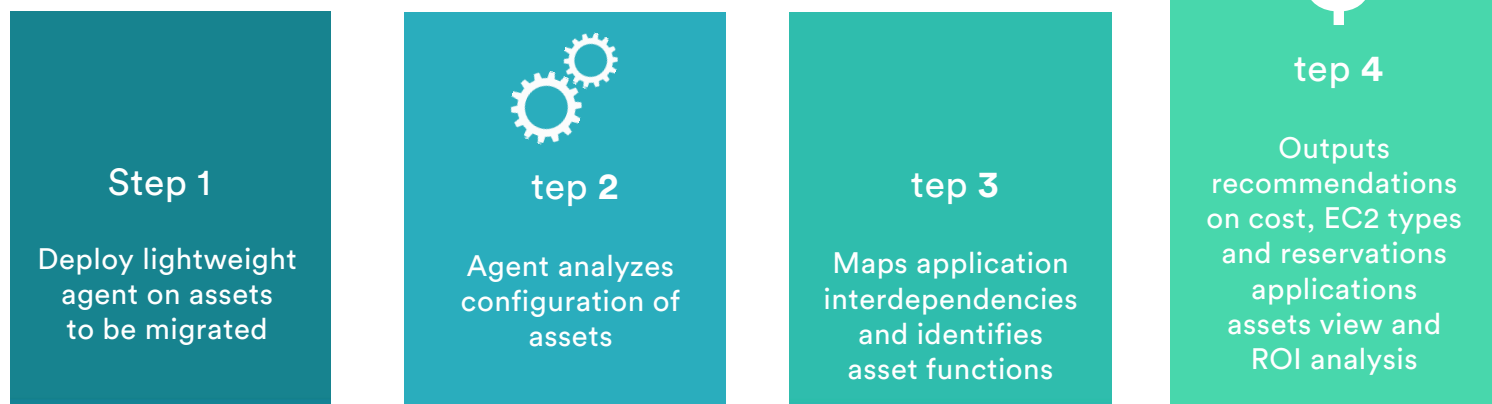 Step 1
Deploy lightweight
agent on assets
to be migrated
tep 2
Agent analyzes
configuration of
assets
tep 3
Maps application
interdependencies
and identifies
asset functions
tep 4
Outputs
recommendations
on cost, EC2 types
and reservations
applications
assets view and
ROI analysis